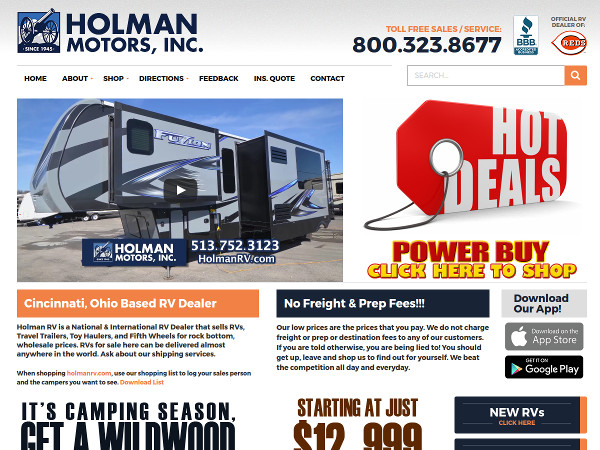 HOLMAN
MOTORS, INC.
SINCE 1945
TOLL FREE SALES / SERVICE:
800.323.8677
BBB
OFFICIAL RV
DEALER OF:
REDS
HOME ABOUT SHOP DIRECTIONS FEEDBACK INS. QUOTE CONTACT
SEARCH...
FUZION
HOLMAN
MOTORS, INC.
513.752.3123
HolmanRV.com
HOT
DEALS
POWER BUY
CLICK HERE TO SHOP
Cincinnati, Ohio Based RV Dealer
Holman RV is a National & International RV Dealer that sells RVs,
Travel Trailers, Toy Haulers, and Fifth Wheels for rock bottom,
wholesale prices. RVs for sale here can be delivered almost
anywhere in the world. Ask about our shipping services.
When shopping holmanrv.com, use our shopping list to log your sales person
and the campers you want to see. Download List
No Freight & Prep Fees!!!
Our low prices are the prices that you pay. We do not charge
freight or prep or destination fees to any of our customers.
If you are told otherwise, you are being lied to! You should
get up, leave and shop us to find out for yourself. We beat
the competition all day and everyday.
Download
Our App!
Download on the
App Store
GET IT ON
Google Play
IT'S CAMPING SEASON,
GET A WILDWOOD
STARTING AT JUST
$12,999
NEW RVs
CLICK HERE